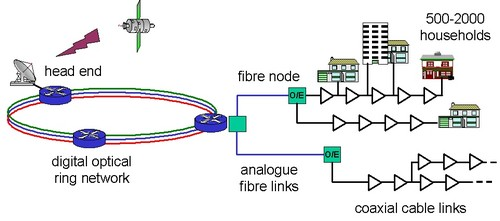 500-2000
households
head end
fibre node
O/E
digital optical
ring network
analogue
fibre links
O/E
coaxial cable links